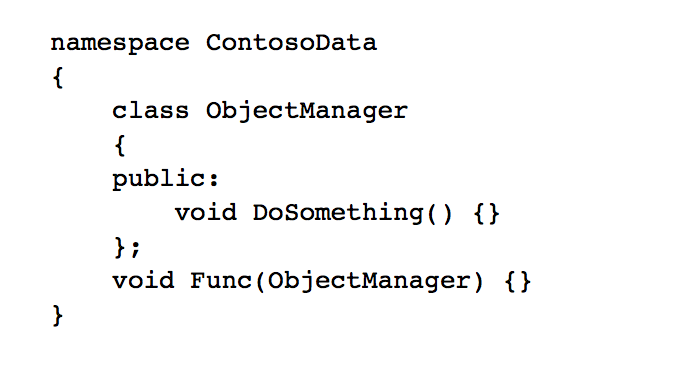 namespace ContosoData
{
    class ObjectManager
    {
    public:
        void DoSomething() {}
    };
    void Func(ObjectManager) {}
}